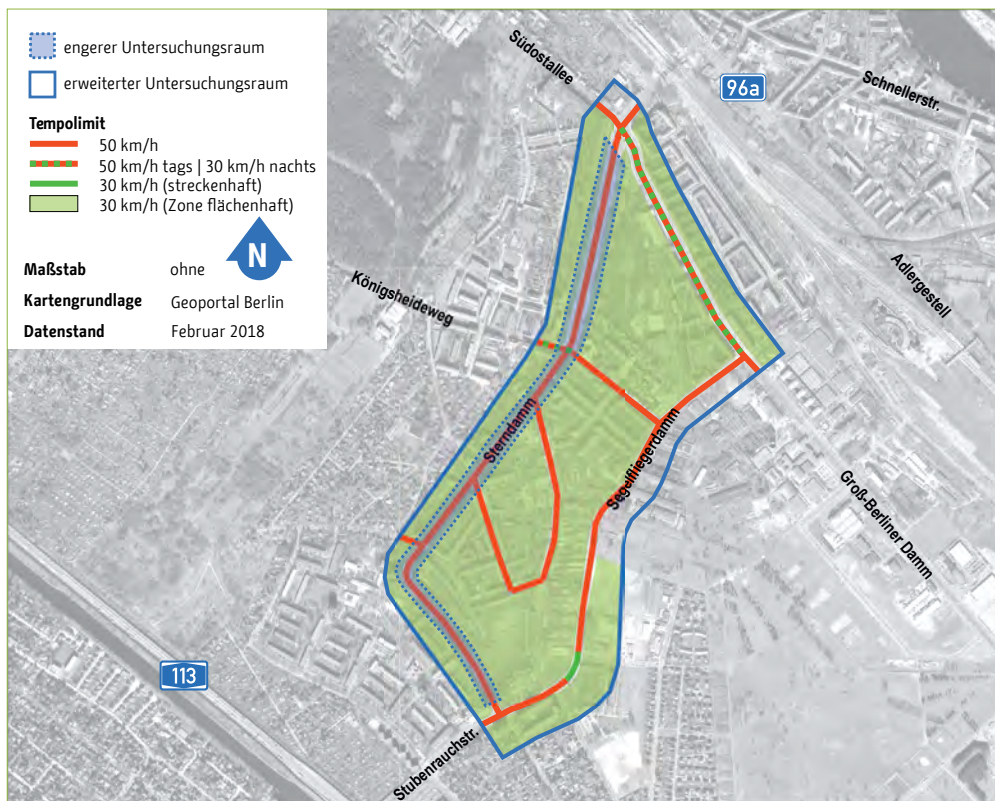 engerer Untersuchungsraum
erweiterter Untersuchungsraum
Tempolimit
50 km/h
50 km/h tags | 30 km/h nachts
30 km/h (streckenhaft)
30 km/h (Zone flächenhaft)
N
Maßstab ohne
Kartengrundlage Geoportal Berlin
Datenstand Februar 2018
Südostallee
96a
Schnellerstr.
Adlergestell
Königsheideweg
Sterndamm
Segelfliegerdamm
Groß-Berliner Damm
113
Stubenrauchstr.